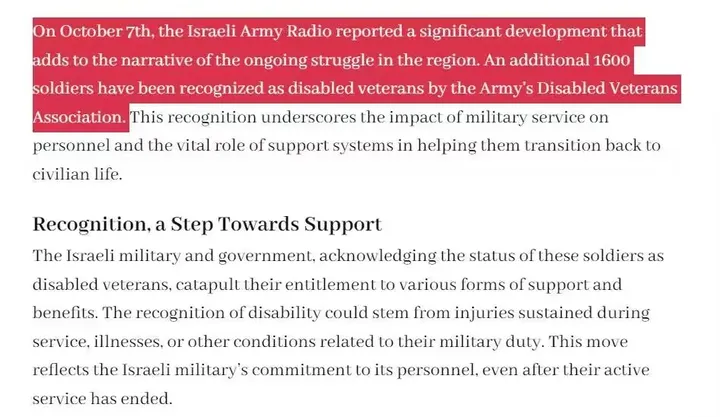 On October 7th, the Israeli Army Radio reported a significant development that
adds to the narrative of the ongoing struggle in the region. An additional 1600
soldiers have been recognized as disabled veterans by the Army's Disabled Veterans
Association. This recognition underscores the impact of military service on
personnel and the vital role of support systems in helping them transition back to
civilian life.
Recognition, a Step Towards Support
The Israeli military and government, acknowledging the status of these soldiers as
disabled veterans, catapult their entitlement to various forms of support and
benefits. The recognition of disability could stem from injuries sustained during
service, illnesses, or other conditions related to their military duty. This move
reflects the Israeli military's commitment to its personnel, even after their active
service has ended.